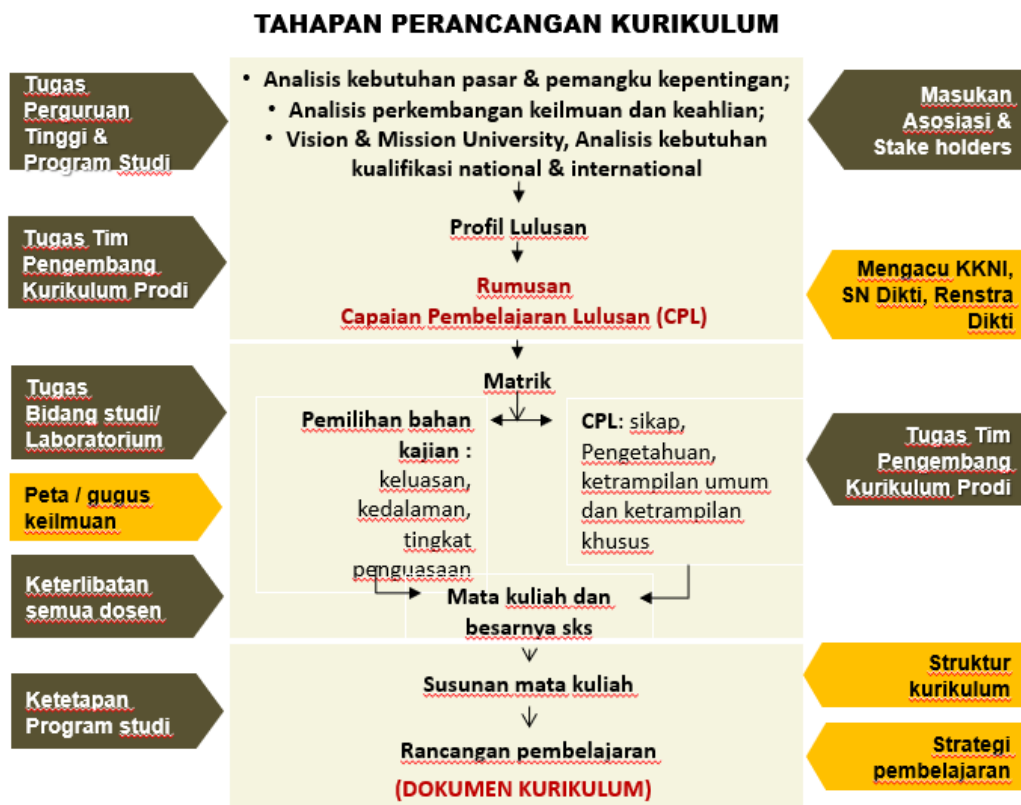 TAHAPAN PERANCANGAN KURIKULUM
Tugas
Perguruan
Tinggi &
Program Studi
• Analisis kebutuhan pasar & pemangku kepentingan;
• Analisis perkembangan keilmuan dan keahlian;
• Vision & Mission University, Analisis kebutuhan
kualifikasi national & international
Masukan
Asosiasi &
Stake holders
Tugas Tim
Pengembang
Kurikulum Prodi
Profil Lulusan
Rumusan
Capaian Pembelajaran Lulusan (CPL)
Mengacu KKNI,
SN Dikti, Renstra
Dikti
Tugas
Bidang studi/
Laboratorium
Matrik
Pemilihan bahan
kajian :
keluasan,
kedalaman,
tingkat
penguasaan
CPL: sikap,
Pengetahuan,
ketrampilan umum
dan ketrampilan
khusus
Tugas Tim
Pengembang
Kurikulum Prodi
Peta / gugus
keilmuan
Keterlibatan
semua dosen
Mata kuliah dan
besarnya sks
Ketetapan
Program studi
Susunan mata kuliah
Struktur
kurikulum
Rancangan pembelajaran
(DOKUMEN KURIKULUM)
Strategi
pembelajaran